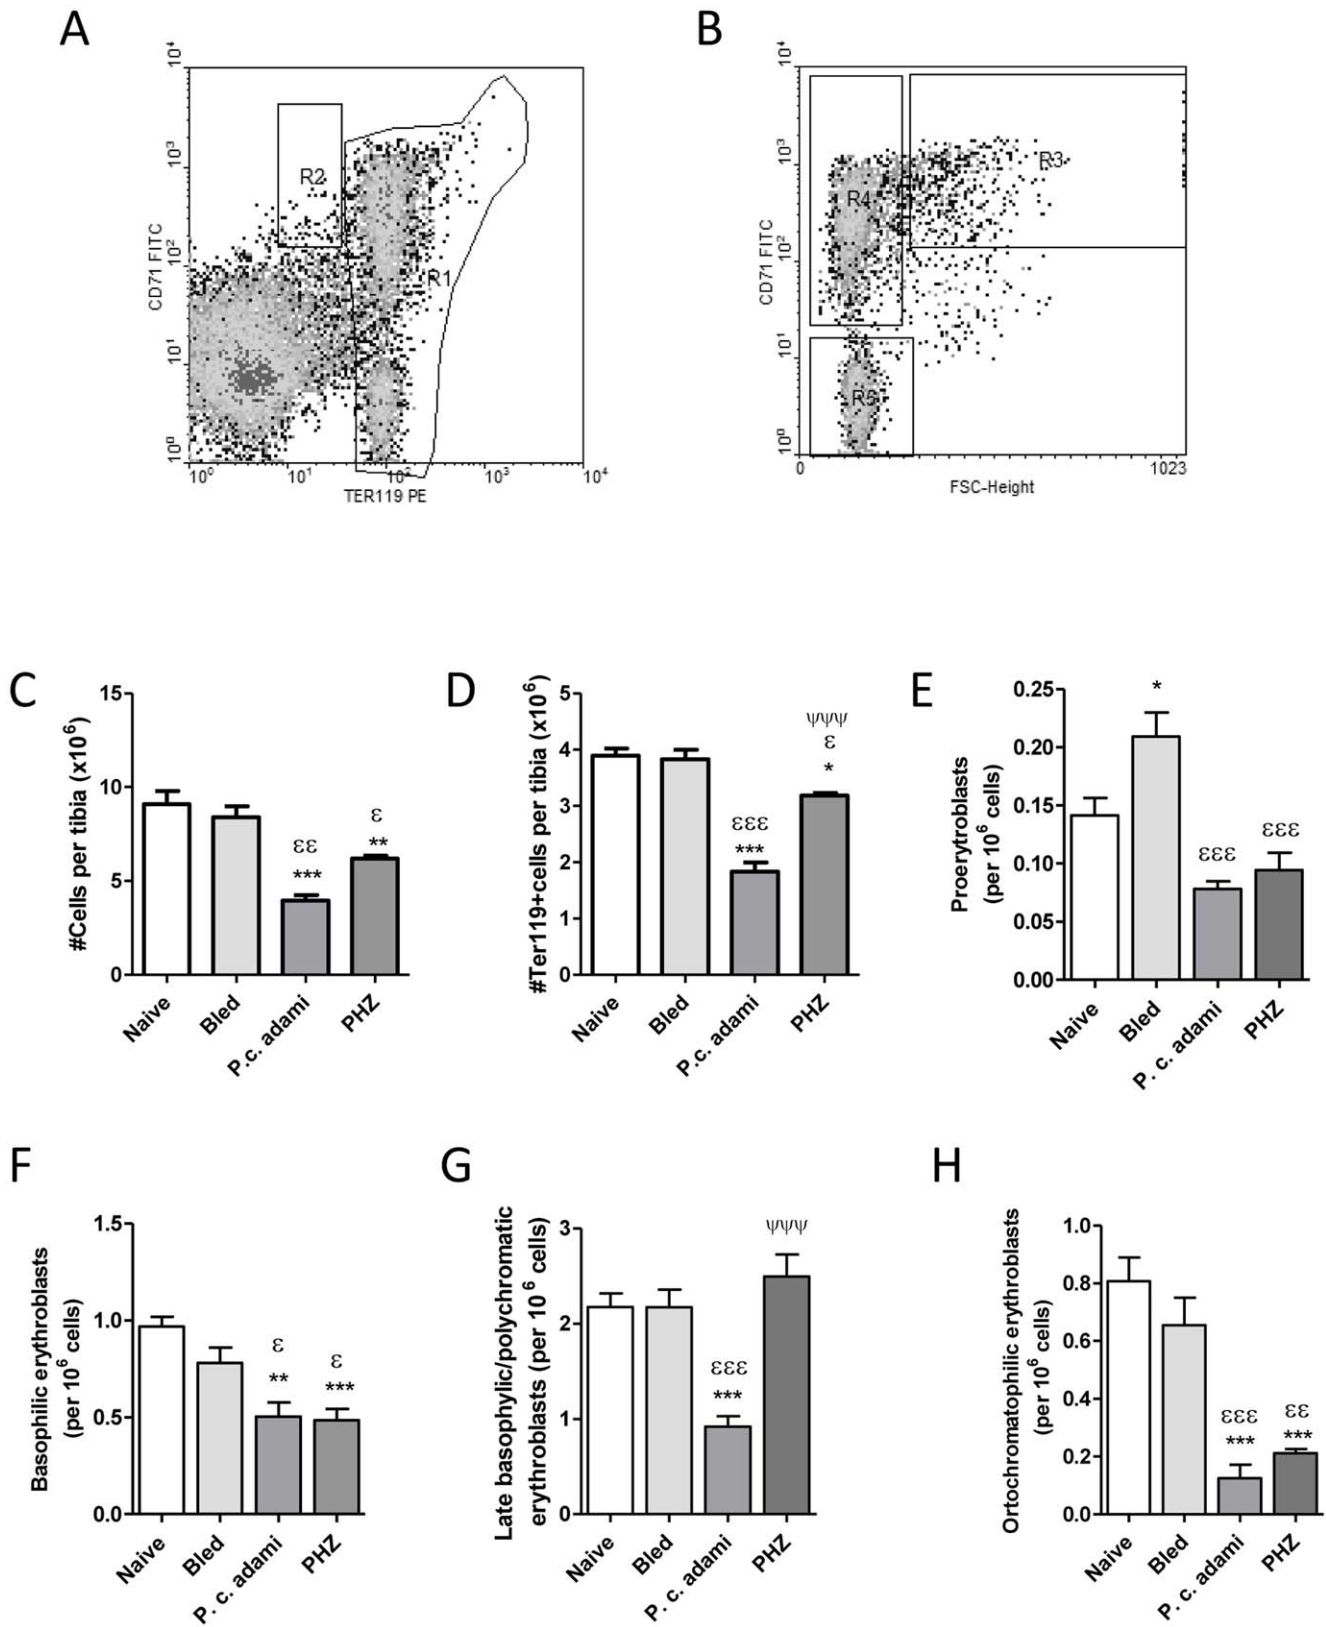 A
10⁴
10³
10²
10¹
10⁰
CD71 FITC
R2
R1
10⁰ 10¹ 10² 10³ 10⁴
TER119 PE
B
10⁴
10³
10²
10¹
10⁰
CD71 FITC
R3
R4
R5
0 1023
FSC-Height
C
#Cells per tibia (x10⁶)
15
10
5
0
εε
***
ε
**
Naive Bled P.c. adami PHZ
D
#Ter119+cells per tibia (x10⁶)
5
4
3
2
1
0
εεε
***
ψψψ
ε
*
Naive Bled P.c. adami PHZ
E
Proerytroblasts
(per 10⁶ cells)
0.25
0.20
0.15
0.10
0.05
0.00
*
εεε
εεε
Naive Bled P. c. adami PHZ
F
Basophilic erythroblasts
(per 10⁶ cells)
1.5
1.0
0.5
0.0
ε
**
ε
***
Naive Bled P. c. adami PHZ
G
Late basophylic/polychromatic
erythroblasts (per 10⁶ cells)
3
2
1
0
εεε
***
ψψψ
Naive Bled P. c. adami PHZ
H
Ortochromatophilic erythroblasts
(per 10⁶ cells)
1.0
0.8
0.6
0.4
0.2
0.0
εεε
***
εε
***
Naive Bled P. c. adami PHZ